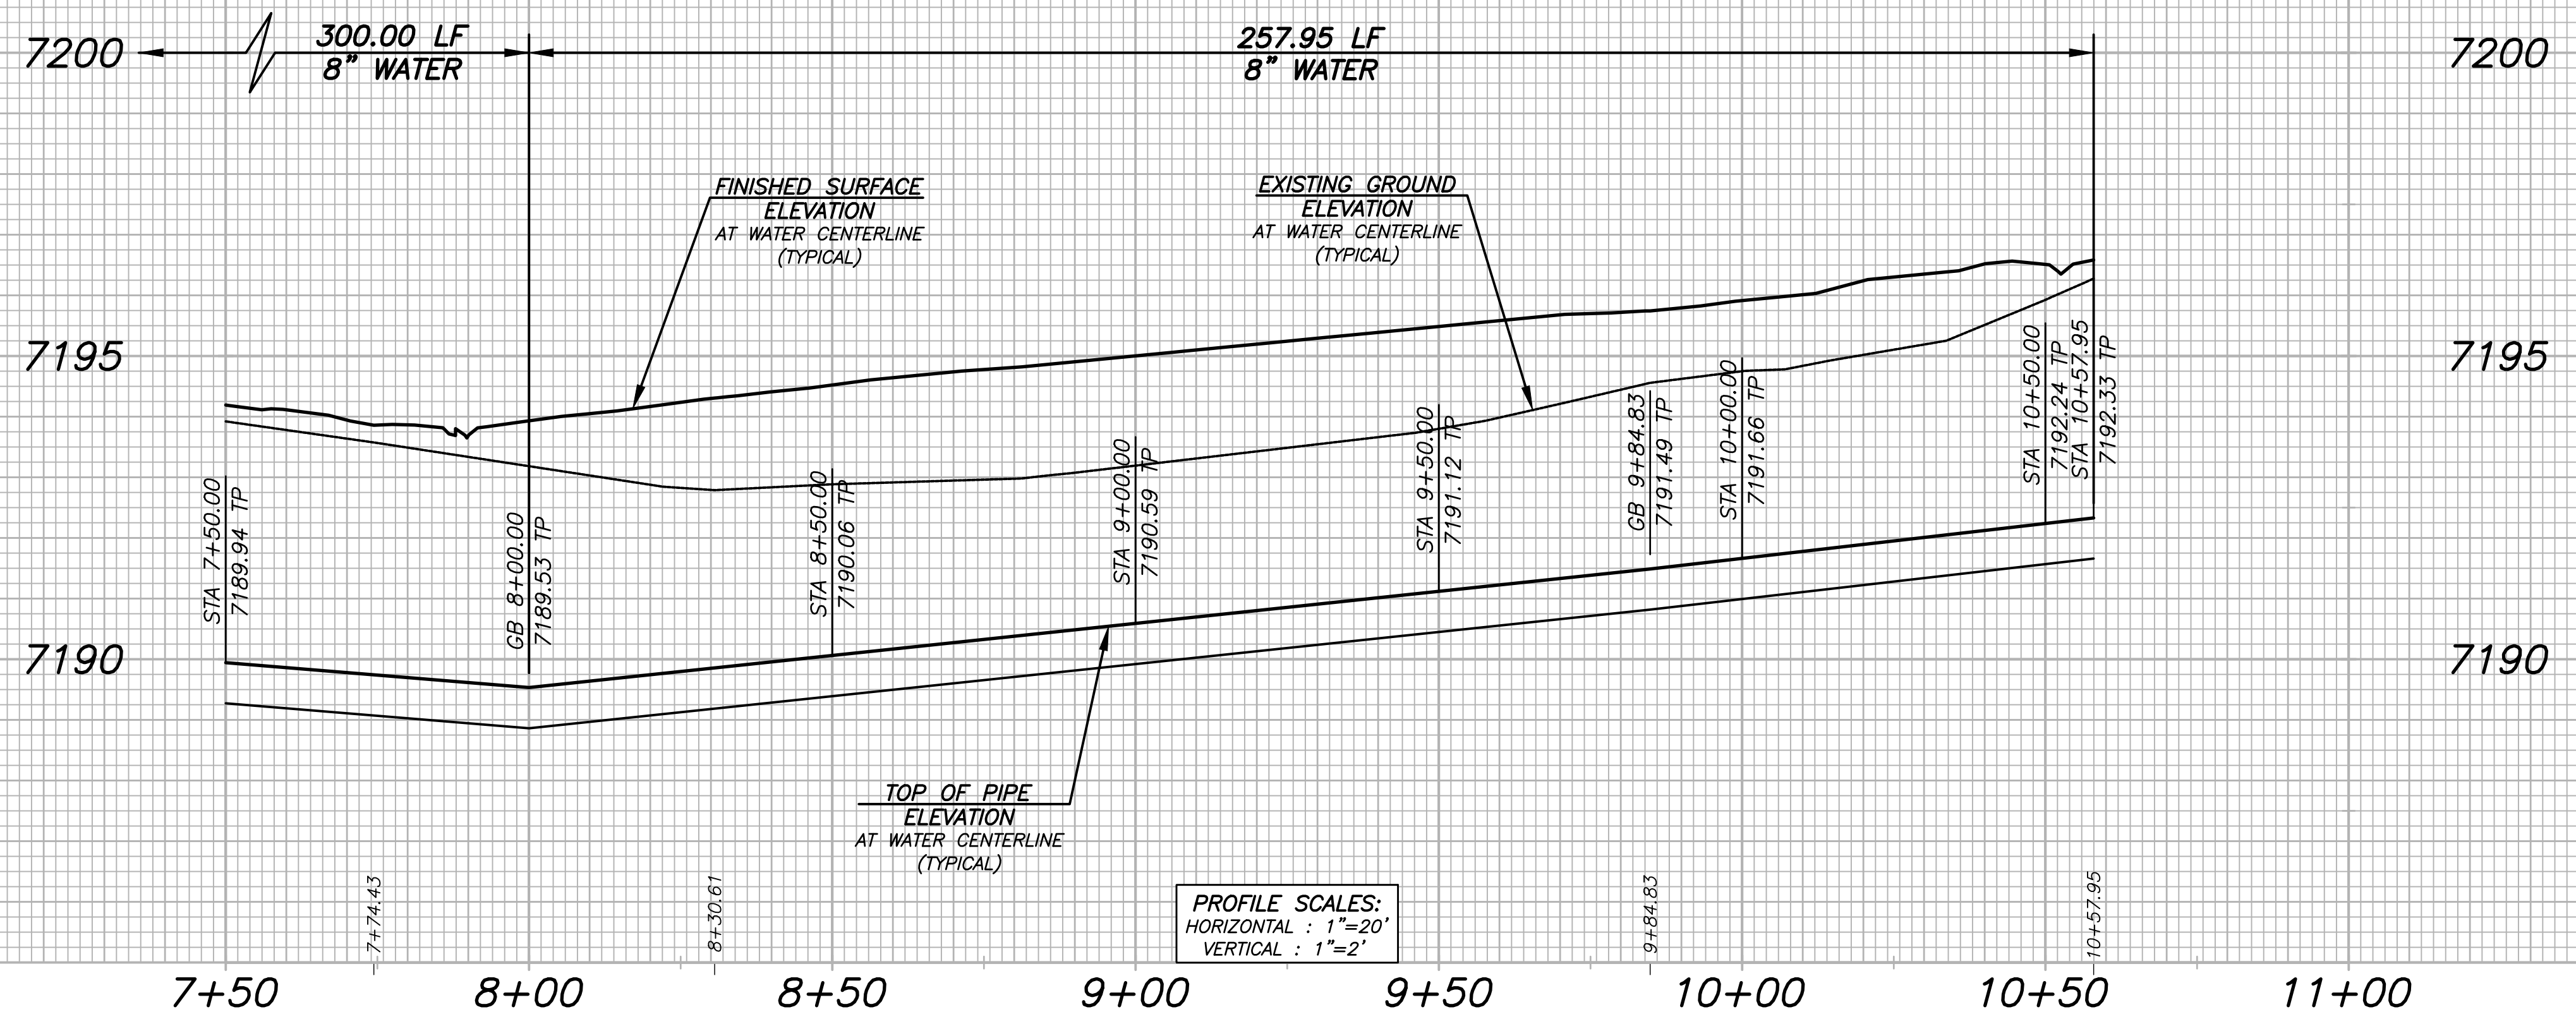 300.00 LF
8" WATER
257.95 LF
8" WATER
7200
7200
FINISHED SURFACE
ELEVATION
AT WATER CENTERLINE
(TYPICAL)
EXISTING GROUND
ELEVATION
AT WATER CENTERLINE
(TYPICAL)
7195
7195
STA 7+50.00
7189.94 TP
GB 8+00.00
7189.53 TP
STA 8+50.00
7190.06 TP
STA 9+00.00
7190.59 TP
STA 9+50.00
7191.12 TP
GB 9+84.83
7191.49 TP
STA 10+00.00
7191.66 TP
STA 10+50.00
7192.24 TP
STA 10+57.95
7192.33 TP
7190
7190
TOP OF PIPE
ELEVATION
AT WATER CENTERLINE
(TYPICAL)
7+74.43
8+30.61
9+84.83
10+57.95
PROFILE SCALES:
HORIZONTAL : 1"=20'
VERTICAL : 1"=2'
7+50
8+00
8+50
9+00
9+50
10+00
10+50
11+00